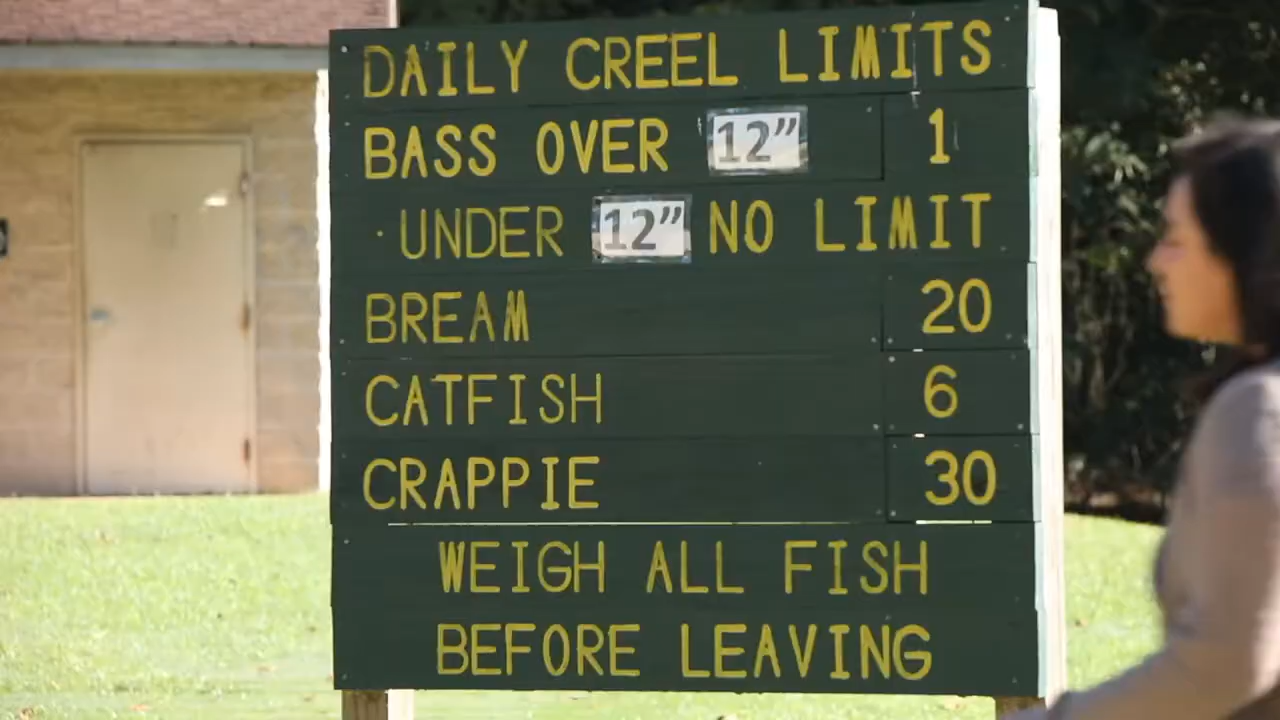 DAILY CREEL LIMITS
BASS OVER 12" 1
· UNDER 12" NO LIMIT
BREAM 20
CATFISH 6
CRAPPIE 30
WEIGH ALL FISH
BEFORE LEAVING